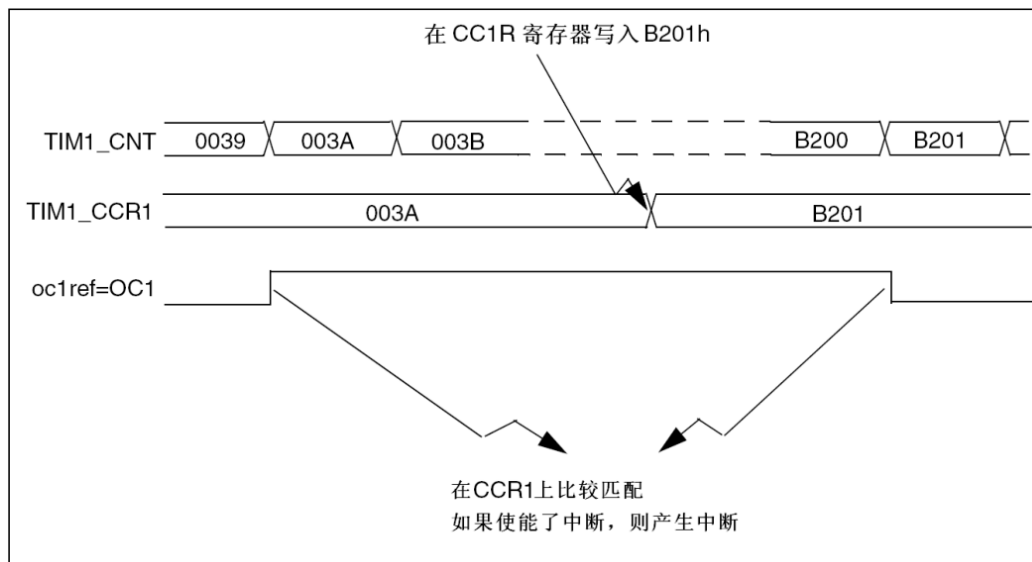 在 CC1R 寄存器写入 B201h
TIM1_CNT 0039 003A 003B B200 B201
TIM1_CCR1 003A B201
oc1ref=OC1
在CCR1上比较匹配
如果使能了中断，则产生中断